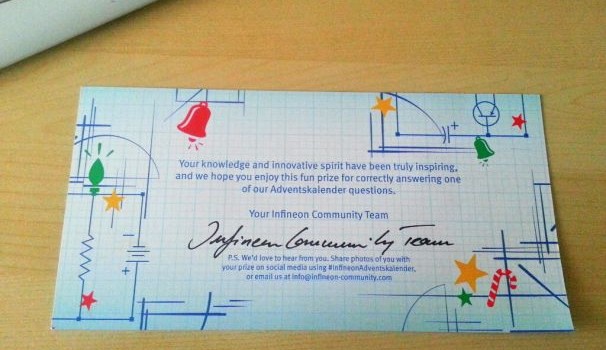 Your knowledge and innovative spirit have been truly inspiring,
and we hope you enjoy this fun prize for correctly answering one
of our Adventskalender questions.
Your Infineon Community Team
Infineon Community Team
P.S. We'd love to hear from you. Share photos of you with
your prize on social media using #InfineonAdventskalender,
or email us at info@infineon-community.com